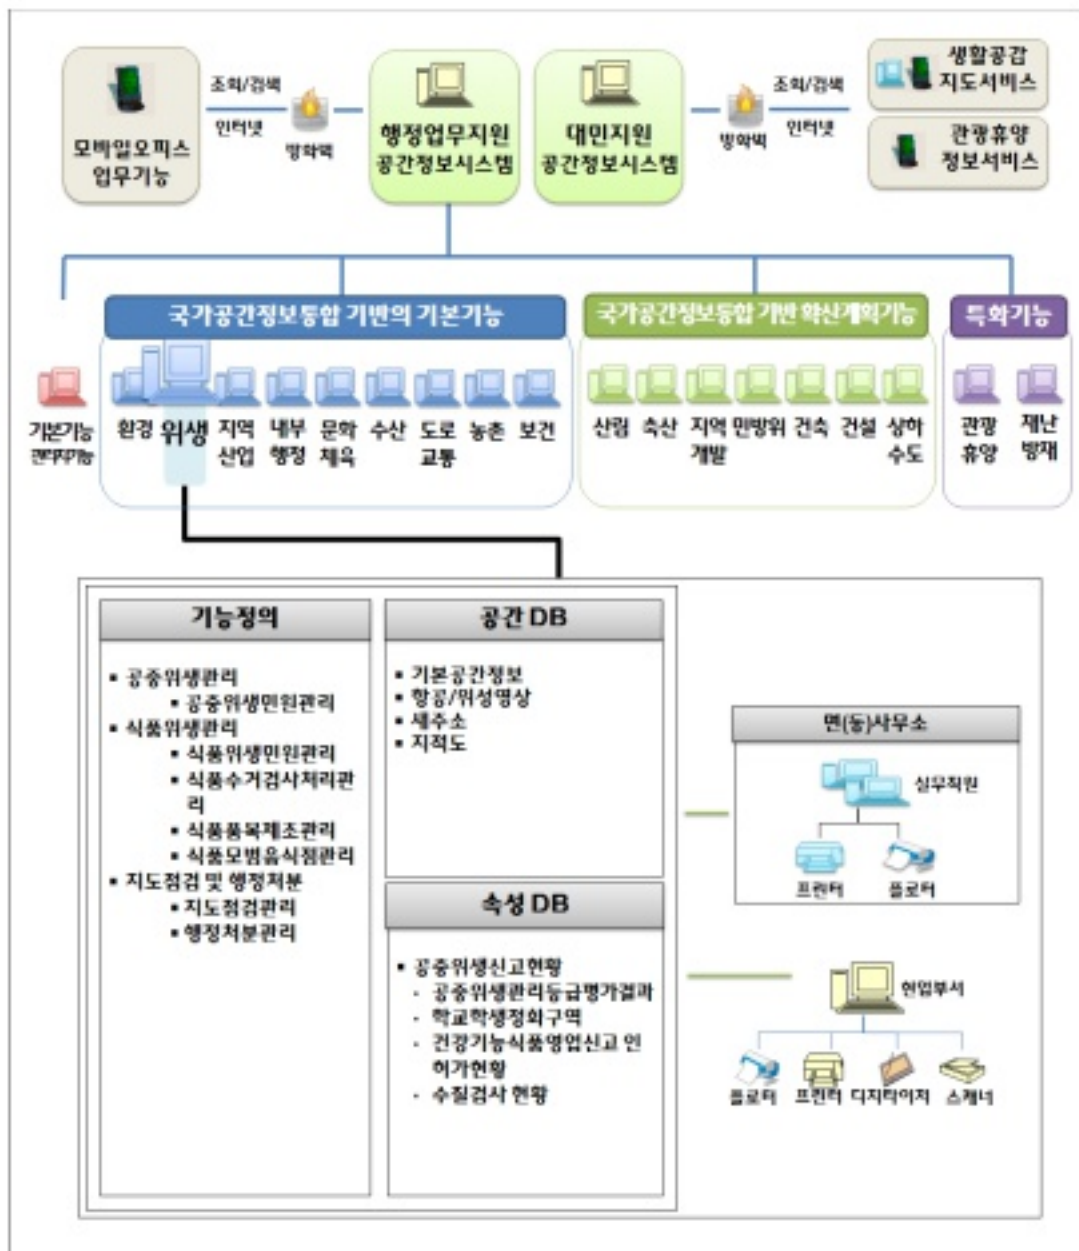 모바일오피스
업무기능
조회/검색
인터넷
방화벽
행정업무지원
공간정보시스템
대민지원
공간정보시스템
방화벽
조회/검색
인터넷
생활공감
지도서비스
관광휴양
정보서비스
기본기능
관리자기능
국가공간정보통합 기반의 기본기능
환경
위생
지역
산업
내부
행정
문화
체육
수산
도로
교통
농촌
보건
국가공간정보통합 기반 확산계획기능
산림
축산
지역
개발
민방위
건축
건설
상하
수도
특화기능
관광
휴양
재난
방재
기능정의
▪ 공중위생관리
▪ 공중위생민원관리
▪ 식품위생관리
▪ 식품위생민원관리
▪ 식품수거검사처리관
리
▪ 식품품목제조관리
▪ 식품모범음식점관리
▪ 지도점검 및 행정처분
▪ 지도점검관리
▪ 행정처분관리
공간 DB
▪ 기본공간정보
▪ 항공/위성영상
▪ 새주소
▪ 지적도
속성 DB
▪ 공중위생신고현황
- 공중위생관리등급평가결과
- 학교학생정화구역
- 건강기능식품영업신고 인
허가현황
- 수질검사 현황
면(동)사무소
실무직원
프린터
플로터
현업부서
플로터
프린터
디지타이저
스캐너